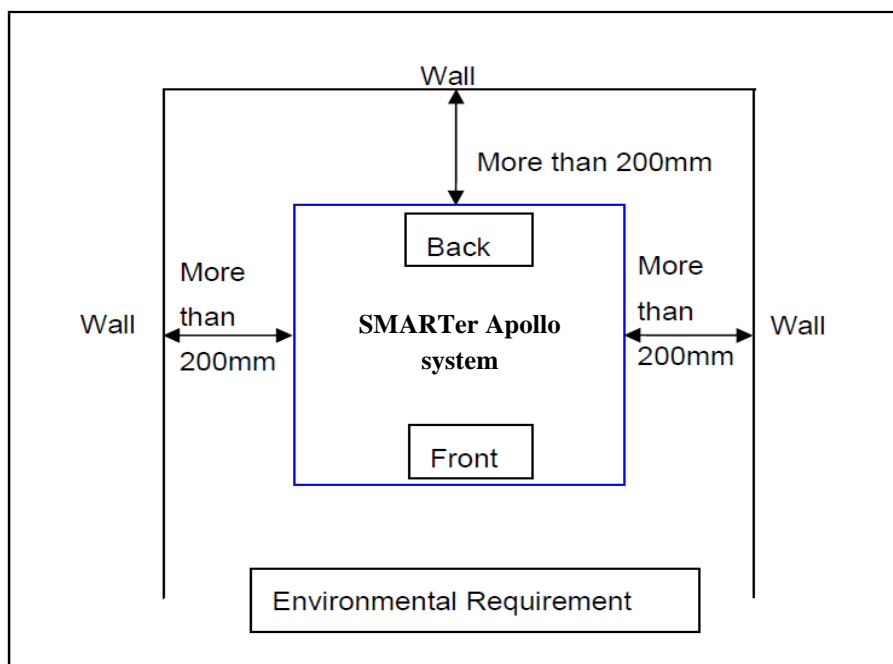 Wall
More than 200mm
Back
More
than
200mm
Wall
SMARTer Apollo
system
More
than
200mm
Wall
Front
Environmental Requirement